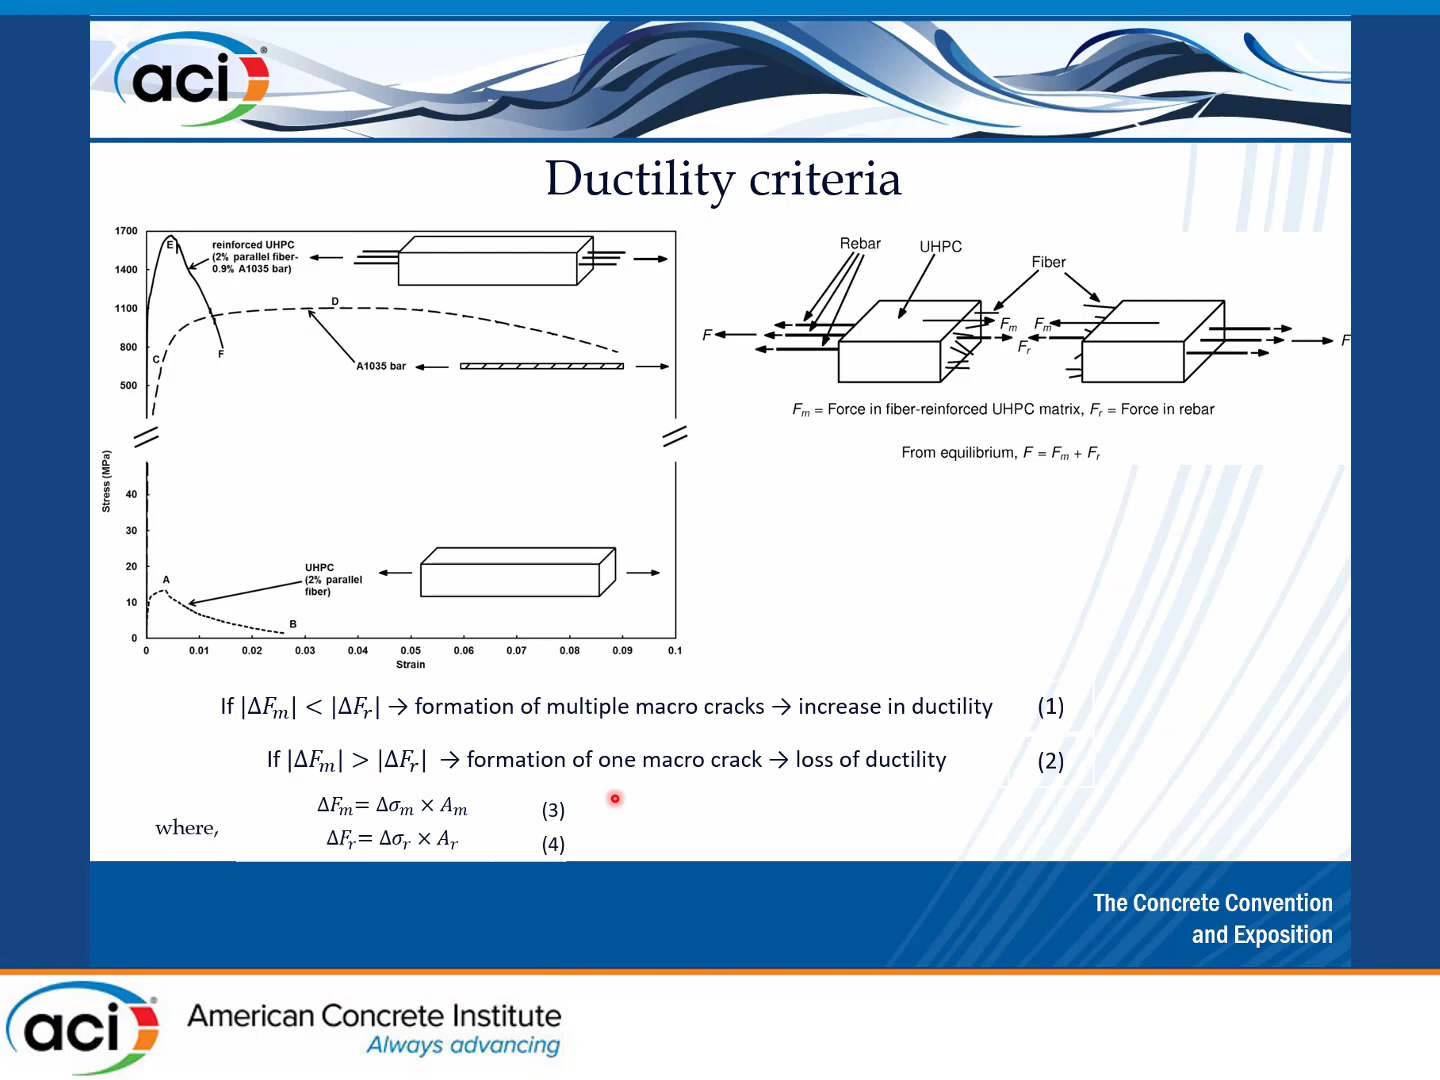 aci®
Ductility criteria
1700
1400
1100
800
500
40
30
20
10
0
Stress (MPa)
E
reinforced UHPC
(2% parallel fiber-
0.9% A1035 bar)
D
C
F
A1035 bar
A
UHPC
(2% parallel
fiber)
B
0 0.01 0.02 0.03 0.04 0.05 0.06 0.07 0.08 0.09 0.1
Strain
Rebar
UHPC
Fiber
F
Fm
Fr
Fm
F
Fm = Force in fiber-reinforced UHPC matrix, Fr = Force in rebar
From equilibrium, F = Fm + Fr
If |ΔFm| < |ΔFr| → formation of multiple macro cracks → increase in ductility (1)
If |ΔFm| > |ΔFr| → formation of one macro crack → loss of ductility (2)
ΔFm= Δσm × Am (3)
where,
ΔFr= Δσr × Ar (4)
The Concrete Convention
and Exposition
aci®
American Concrete Institute
Always advancing